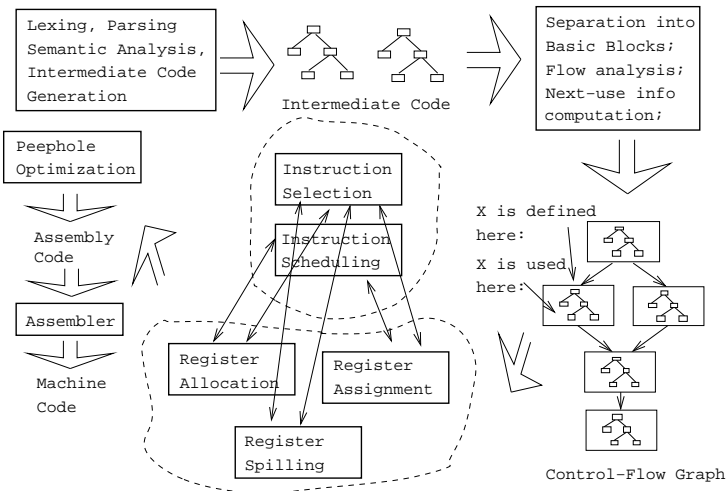 Lexing, Parsing
Semantic Analysis,
Intermediate Code
Generation
Intermediate Code
Separation into
Basic Blocks;
Flow analysis;
Next-use info
computation;
Peephole
Optimization
Assembly
Code
Assembler
Machine
Code
Instruction
Selection
Instruction
Scheduling
Register
Allocation
Register
Assignment
Register
Spilling
X is defined
here:
X is used
here:
Control-Flow Graph